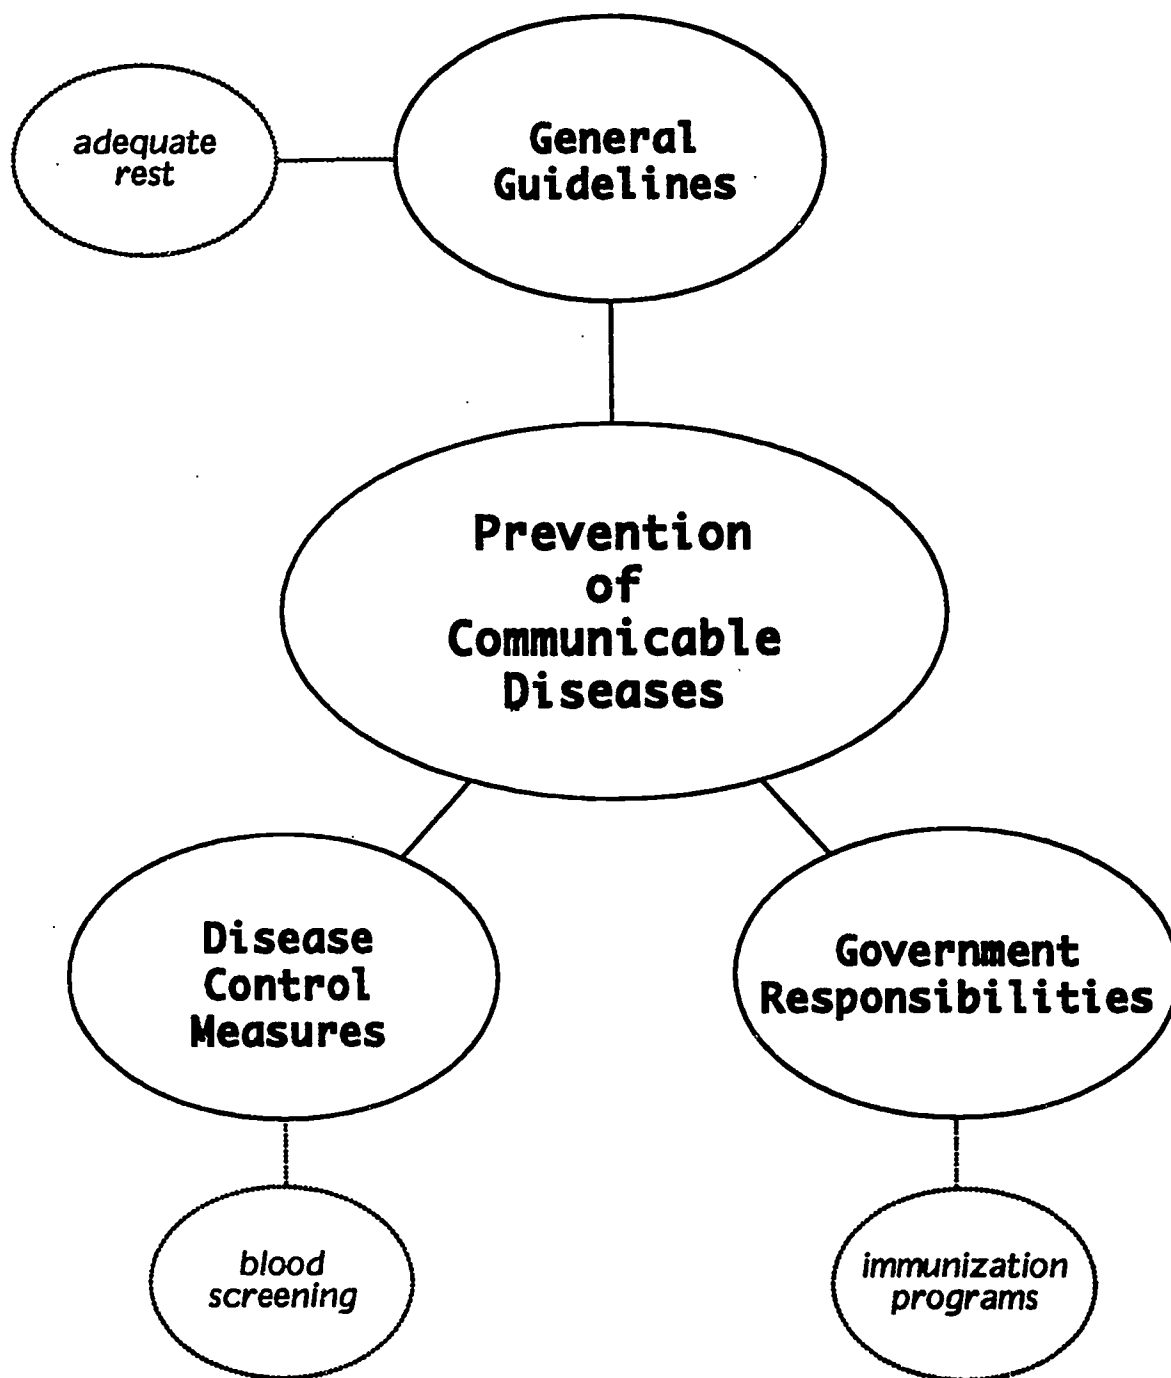 adequate
rest
General
Guidelines
Prevention
of
Communicable
Diseases
Disease
Control
Measures
Government
Responsibilities
blood
screening
immunization
programs